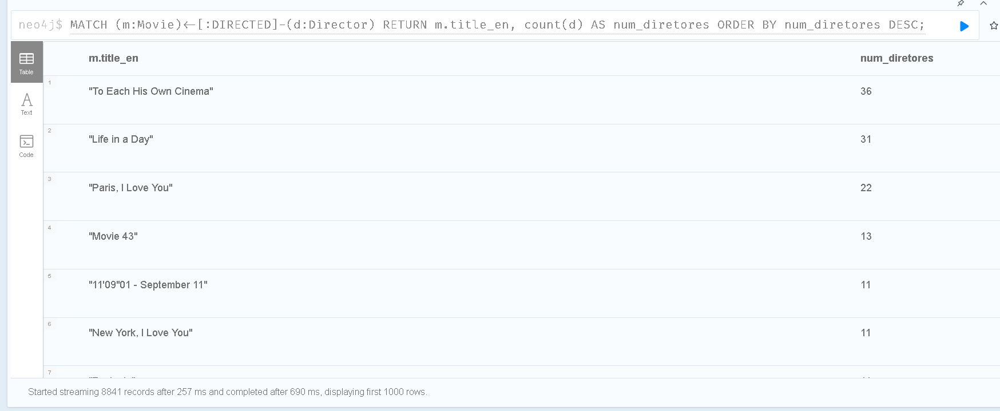 neo4j$ MATCH (m:Movie)<-[:DIRECTED]-(d:Director) RETURN m.title_en, count(d) AS num_diretores ORDER BY num_diretores DESC;
Table
Text
Code
m.title_en num_diretores
1 "To Each His Own Cinema" 36
2 "Life in a Day" 31
3 "Paris, I Love You" 22
4 "Movie 43" 13
5 "11'09"01 - September 11" 11
6 "New York, I Love You" 11
7
Started streaming 8841 records after 257 ms and completed after 690 ms, displaying first 1000 rows.